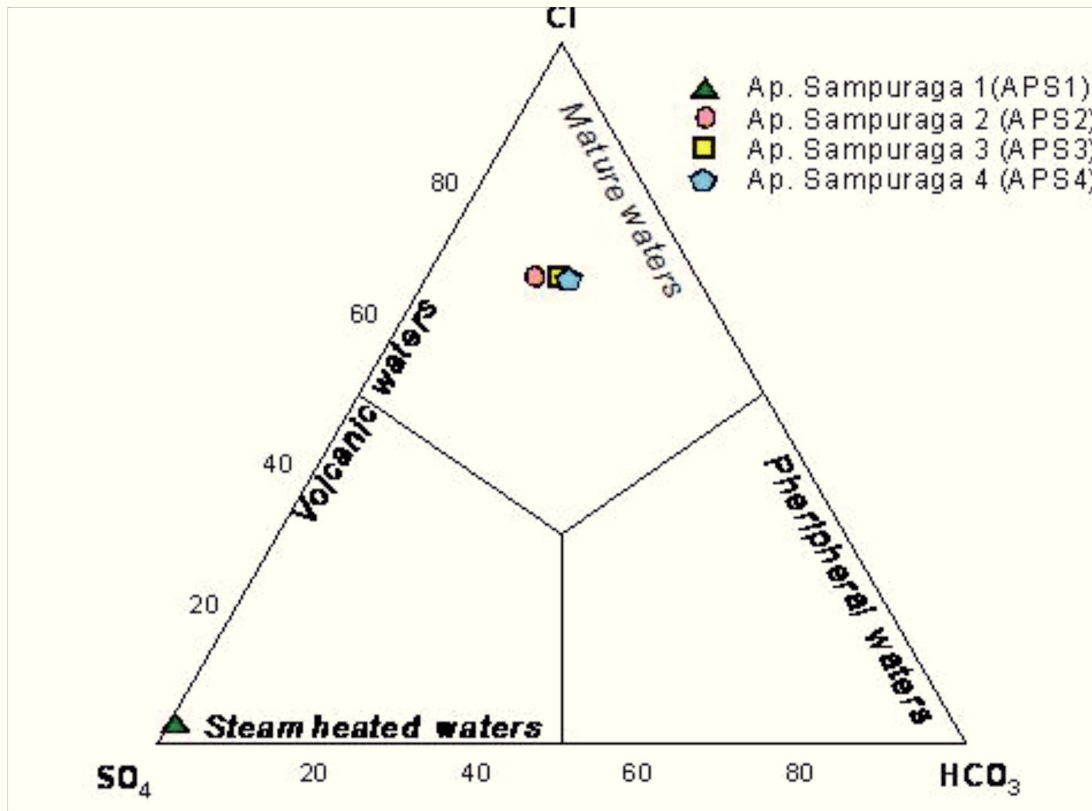 Cl
Ap. Sampuraga 1(APS1)
Ap. Sampuraga 2 (APS2)
Ap. Sampuraga 3 (APS3)
Ap. Sampuraga 4 (APS4)
Mature waters
80
60
Volcanic waters
40
20
Pheripheral waters
Steam heated waters
SO₄
20
40
60
80
HCO₃